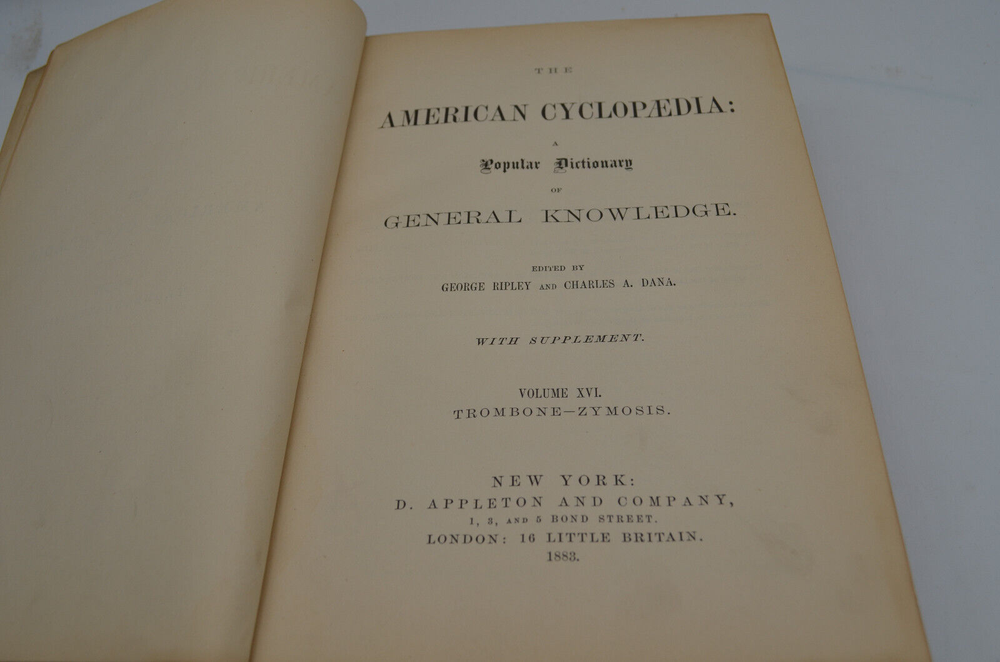 THE
AMERICAN CYCLOPÆDIA:
A
Popular Dictionary
OF
GENERAL KNOWLEDGE.
EDITED BY
GEORGE RIPLEY AND CHARLES A. DANA.
WITH SUPPLEMENT.
VOLUME XVI.
TROMBONE—ZYMOSIS.
NEW YORK:
D. APPLETON AND COMPANY,
1, 3, AND 5 BOND STREET.
LONDON: 16 LITTLE BRITAIN.
1883.